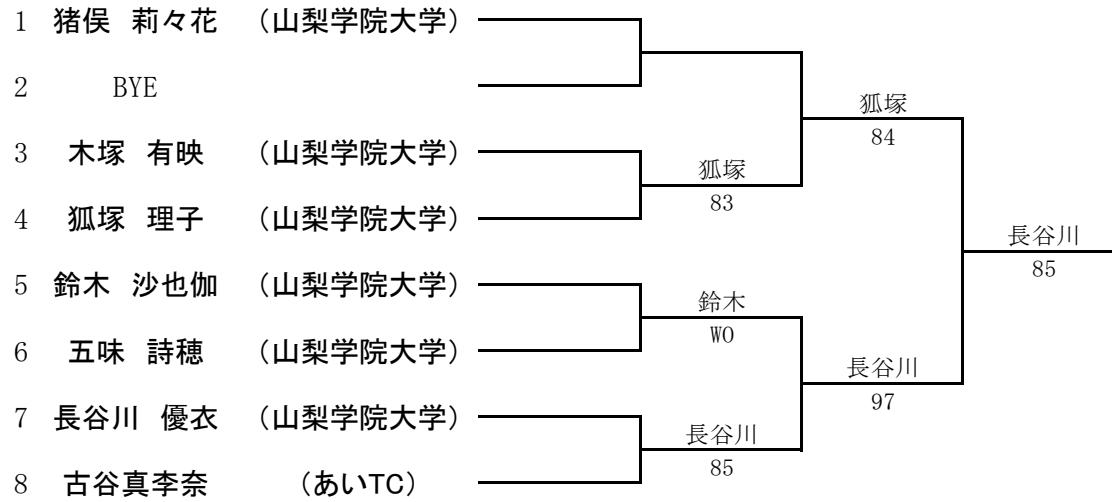 1 猪俣 莉々花 （山梨学院大学）
2 BYE
狐塚
84
3 木塚 有映 （山梨学院大学）
狐塚
83
4 狐塚 理子 （山梨学院大学）
長谷川
85
5 鈴木 沙也伽 （山梨学院大学）
鈴木
WO
6 五味 詩穂 （山梨学院大学）
長谷川
97
7 長谷川 優衣 （山梨学院大学）
長谷川
85
8 古谷真李奈 （あいTC）